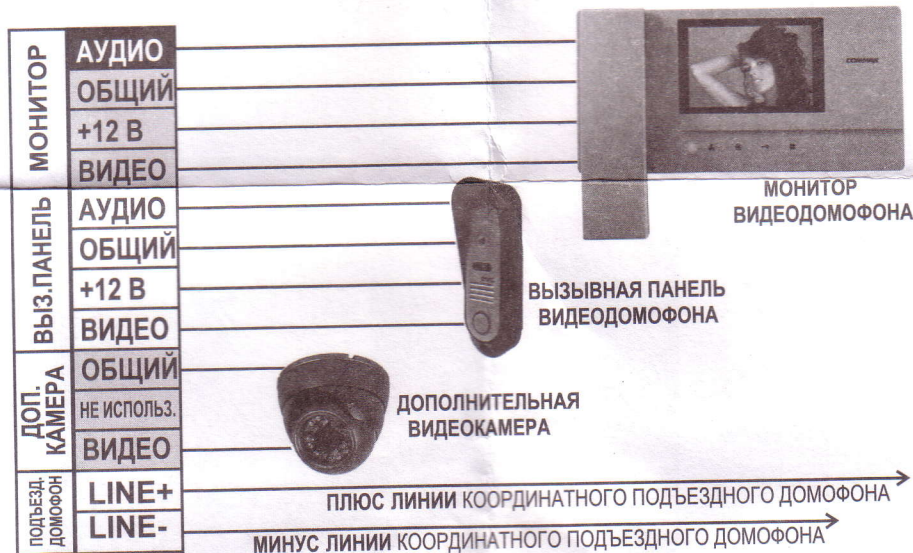 МОНИТОР
АУДИО
ОБЩИЙ
+12 В
ВИДЕО
МОНИТОР
ВИДЕОДОМОФОНА
ВЫЗ.ПАНЕЛЬ
АУДИО
ОБЩИЙ
+12 В
ВИДЕО
ВЫЗЫВНАЯ ПАНЕЛЬ
ВИДЕОДОМОФОНА
ДОП.
КАМЕРА
ОБЩИЙ
НЕ ИСПОЛЬЗ.
ВИДЕО
ДОПОЛНИТЕЛЬНАЯ
ВИДЕОКАМЕРА
ПОДЪЕЗД.
ДОМОФОН
LINE+
ПЛЮС ЛИНИИ КООРДИНАТНОГО ПОДЪЕЗДНОГО ДОМОФОНА
LINE-
МИНУС ЛИНИИ КООРДИНАТНОГО ПОДЪЕЗДНОГО ДОМОФОНА